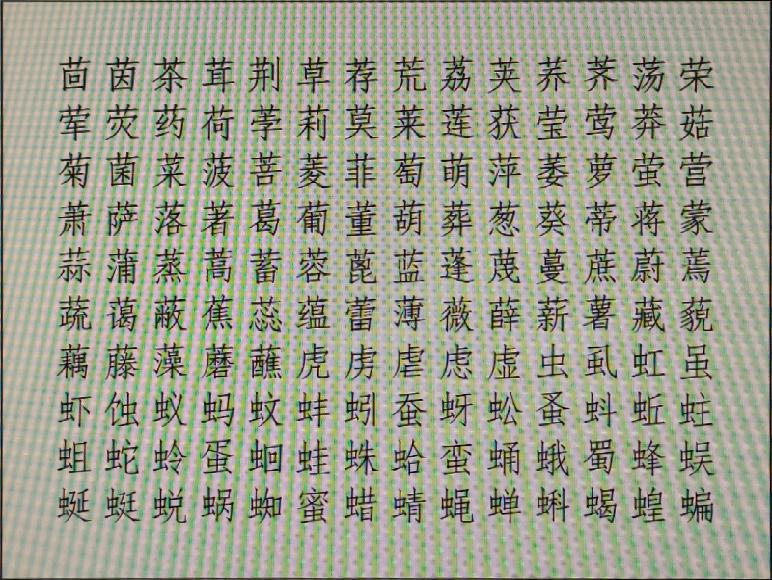 茴茵茶茸荆草荐荒荔荚荞荠荡荣
荤荧药荷荸莉莫莱莲获莹莺莽菇
菊菌菜菠菩菱菲萄萌萍萎萝萤营
萧萨落著葛葡董葫葬葱葵蒂蒋蒙
蒜蒲蒸蒿蓄蓉蓖蓝蓬蔑蔓蔗蔚蔫
蔬蔼蔽蕉蕊蕴蕾薄薇薛薪薯藏藐
藕藤藻蘑蘸虎虏虐虑虚虫虱虹虽
虾蚀蚁蚂蚊蚌蚓蚕蚜蚣蚤蚪蚯蛀
蛆蛇蛉蛋蛔蛙蛛蛤蛮蛹蛾蜀蜂蜈
蜒蜓蜕蜗蜘蜜蜡蜻蝇蝉蝌蝎蝗蝙